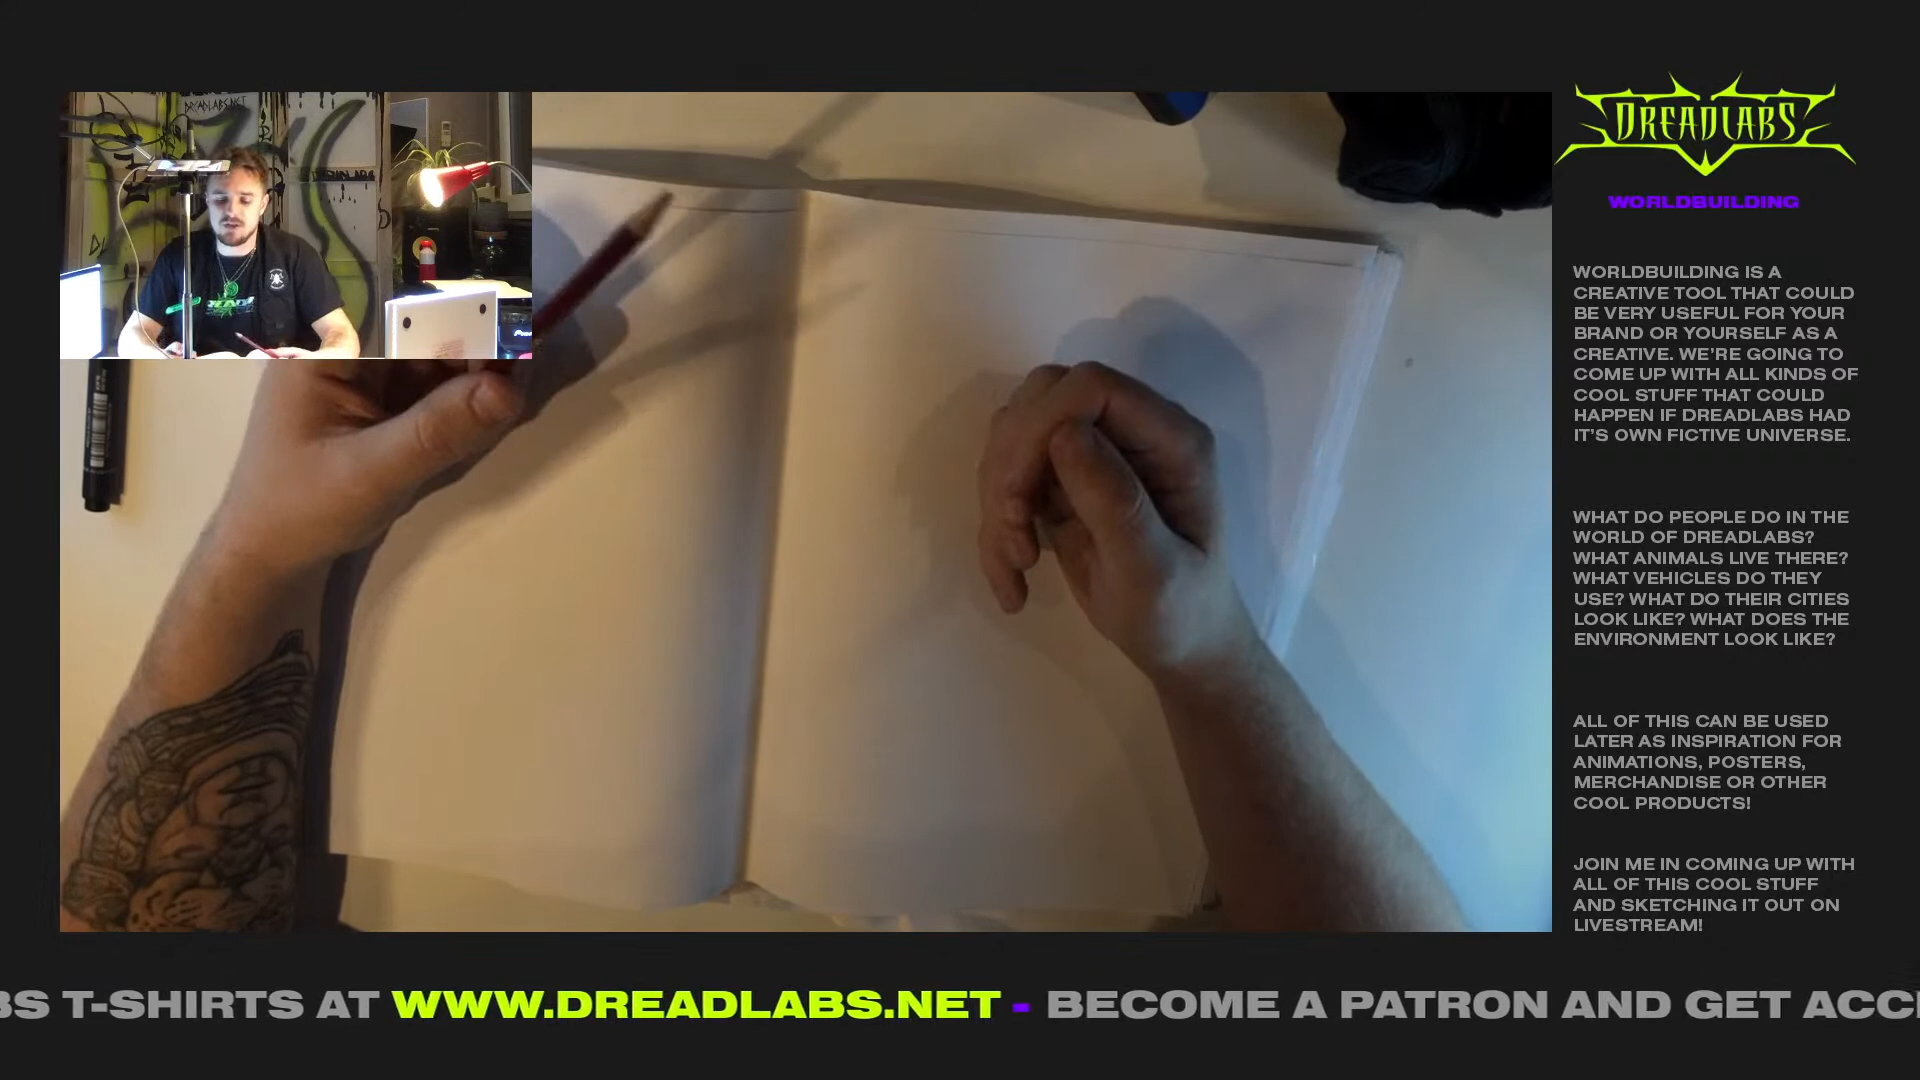 DREADLABS.NET
DREADLABS
WORLDBUILDING
WORLDBUILDING IS A
CREATIVE TOOL THAT COULD
BE VERY USEFUL FOR YOUR
BRAND OR YOURSELF AS A
CREATIVE. WE'RE GOING TO
COME UP WITH ALL KINDS OF
COOL STUFF THAT COULD
HAPPEN IF DREADLABS HAD
IT'S OWN FICTIVE UNIVERSE.
WHAT DO PEOPLE DO IN THE
WORLD OF DREADLABS?
WHAT ANIMALS LIVE THERE?
WHAT VEHICLES DO THEY
USE? WHAT DO THEIR CITIES
LOOK LIKE? WHAT DOES THE
ENVIRONMENT LOOK LIKE?
ALL OF THIS CAN BE USED
LATER AS INSPIRATION FOR
ANIMATIONS, POSTERS,
MERCHANDISE OR OTHER
COOL PRODUCTS!
JOIN ME IN COMING UP WITH
ALL OF THIS COOL STUFF
AND SKETCHING IT OUT ON
LIVESTREAM!
BS T-SHIRTS AT WWW.DREADLABS.NET - BECOME A PATRON AND GET ACC